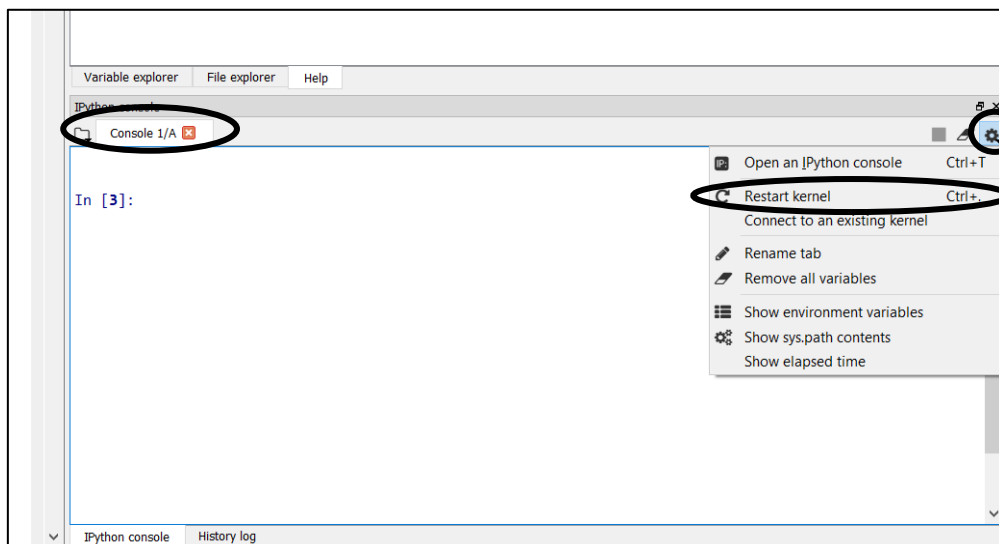 Variable explorer File explorer Help
IPython console
Console 1/A
Open an IPython console Ctrl+T
In [3]:
Restart kernel Ctrl+.
Connect to an existing kernel
Rename tab
Remove all variables
Show environment variables
Show sys.path contents
Show elapsed time
IPython console History log